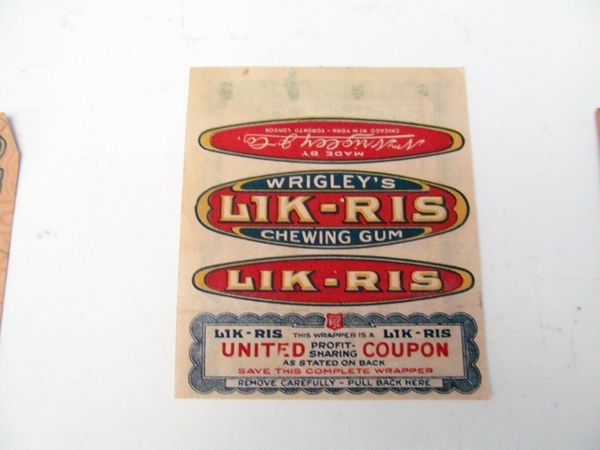 MADE BY
Wm. Wrigley Jr. Co.
CHICAGO NEW YORK - TORONTO LONDON
WRIGLEY'S
LIK-RIS
CHEWING GUM
LIK-RIS
LIK-RIS THIS WRAPPER IS A LIK-RIS
UNITED PROFIT-SHARING COUPON
AS STATED ON BACK
SAVE THIS COMPLETE WRAPPER
REMOVE CAREFULLY - PULL BACK HERE